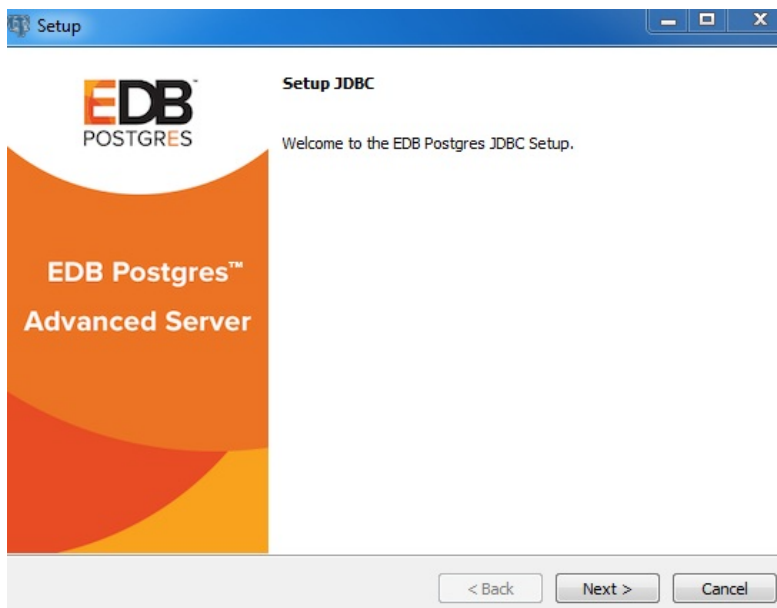 Setup
EDB
POSTGRES
EDB Postgres™
Advanced Server
Setup JDBC
Welcome to the EDB Postgres JDBC Setup.
< Back
Next >
Cancel